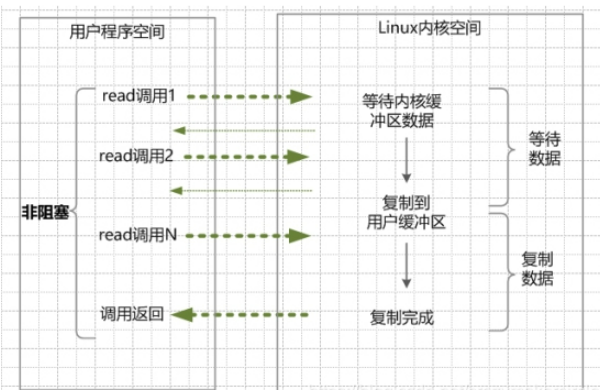 用户程序空间
Linux内核空间
read调用1
等待内核缓
冲区数据
等待
数据
read调用2
非阻塞
复制到
用户缓冲区
read调用N
复制
数据
调用返回
复制完成